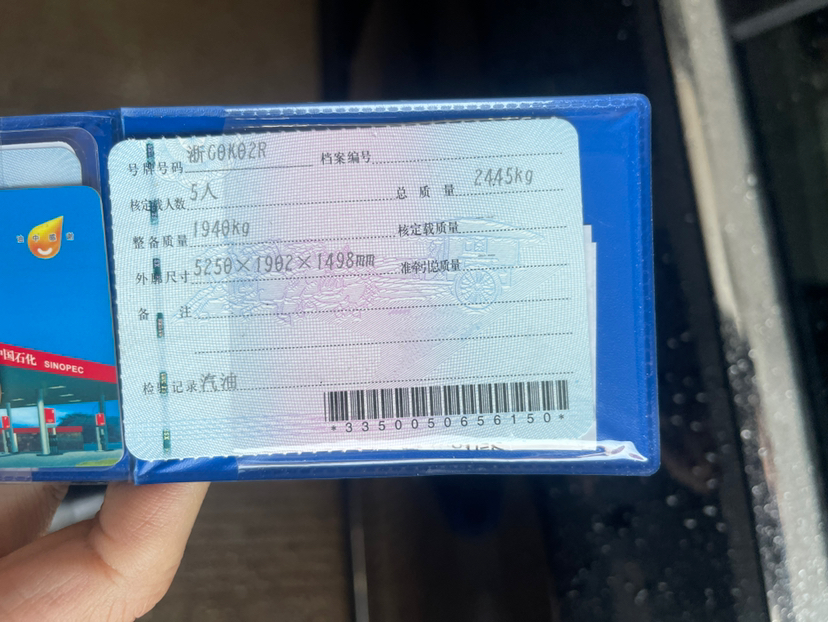 号牌号码 浙G0K02R 档案编号
核定载人数 5人 总质量 2445kg
整备质量 1940kg 核定载质量
外廓尺寸 5250×1902×1498mm 准牵引总质量
备注
检验记录 汽油
*3350050656150*
中国石化 SINOPEC